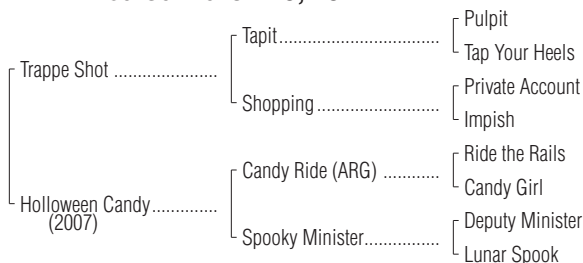 Pulpit
Tapit........................................
Tap Your Heels
Trappe Shot .....................
Private Account
Shopping..............................
Impish
Ride the Rails
Candy Ride (ARG) ............
Candy Girl
Holloween Candy.............
(2007)
Deputy Minister
Spooky Minister..................
Lunar Spook